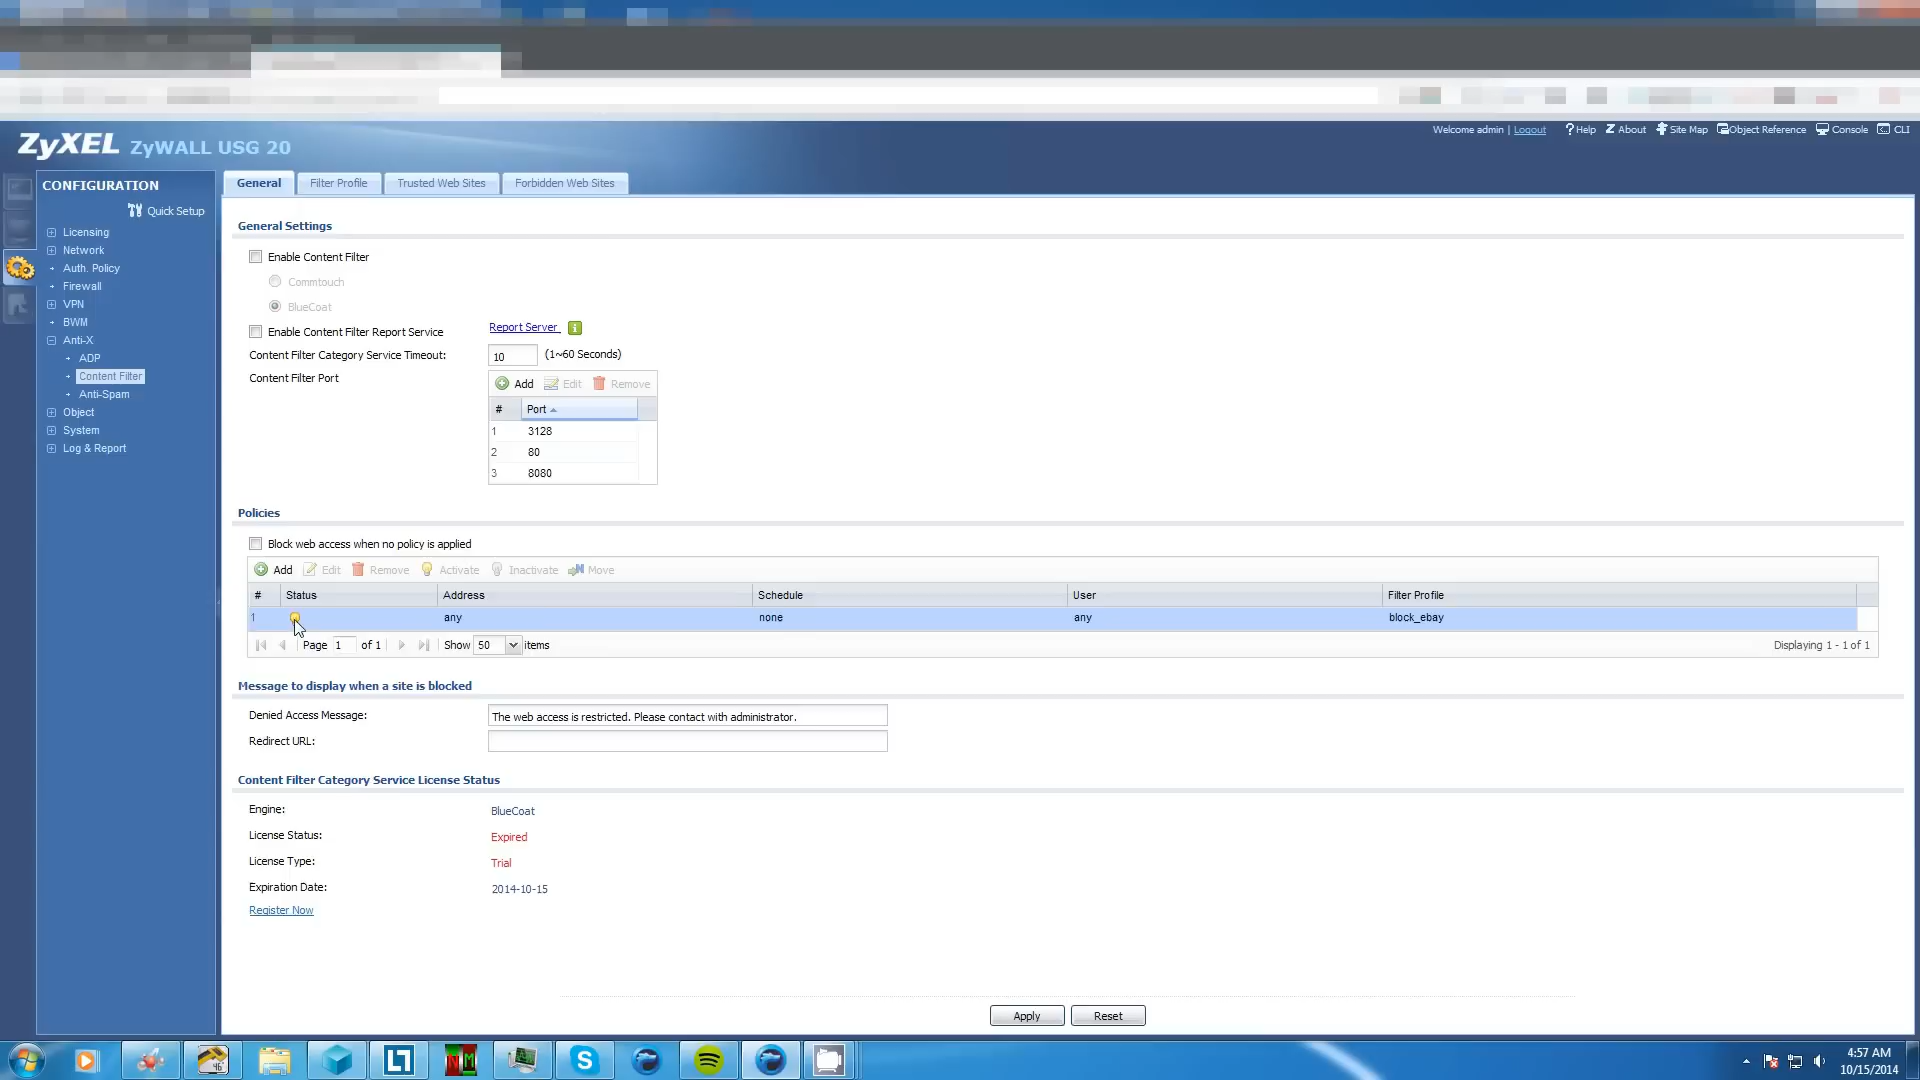 ZyXEL ZyWALL USG 20
Welcome admin | Logout ? Help Z About Site Map Object Reference Console CLI
CONFIGURATION
Quick Setup
Licensing
Network
Auth. Policy
Firewall
VPN
BWM
Anti-X
ADP
Content Filter
Anti-Spam
Object
System
Log & Report
General Filter Profile Trusted Web Sites Forbidden Web Sites
General Settings
Enable Content Filter
Commtouch
BlueCoat
Enable Content Filter Report Service Report Server
Content Filter Category Service Timeout: 10 (1~60 Seconds)
Content Filter Port
Add Edit Remove
# Port
1 3128
2 80
3 8080
Policies
Block web access when no policy is applied
Add Edit Remove Activate Inactivate Move
# Status Address Schedule User Filter Profile
1 any none any block_ebay
Page 1 of 1 Show 50 items Displaying 1 - 1 of 1
Message to display when a site is blocked
Denied Access Message: The web access is restricted. Please contact with administrator.
Redirect URL:
Content Filter Category Service License Status
Engine: BlueCoat
License Status: Expired
License Type: Trial
Expiration Date: 2014-10-15
Register Now
Apply Reset
4:57 AM
10/15/2014